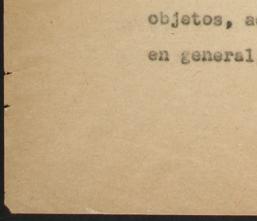 objetos, a
en general